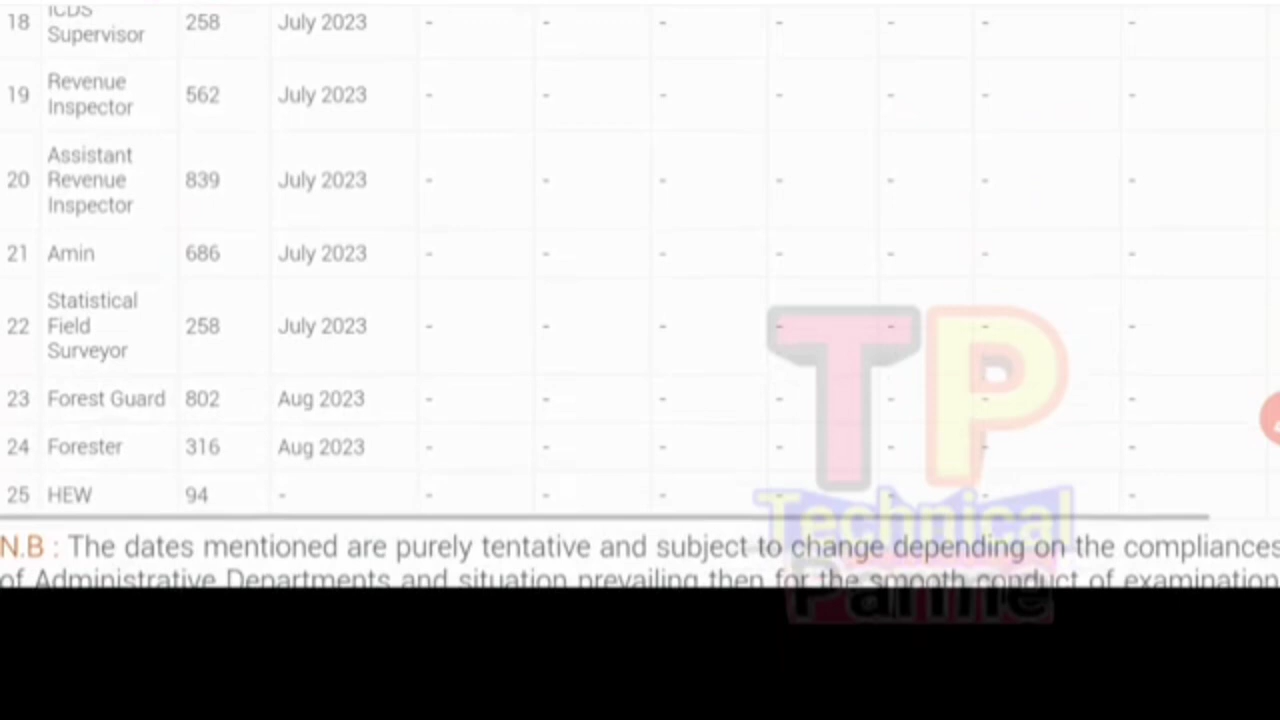 18 ICDS Supervisor 258 July 2023 - - - - - - -
19 Revenue Inspector 562 July 2023 - - - - - - -
20 Assistant Revenue Inspector 839 July 2023 - - - - - - -
21 Amin 686 July 2023 - - - - - - -
22 Statistical Field Surveyor 258 July 2023 - - - - - - -
23 Forest Guard 802 Aug 2023 - - - - - - -
24 Forester 316 Aug 2023 - - - - - - -
25 HEW 94 - - - - - - - -
N.B : The dates mentioned are purely tentative and subject to change depending on the compliances
of Administrative Departments and situation prevailing then for the smooth conduct of examination
TP
Technical